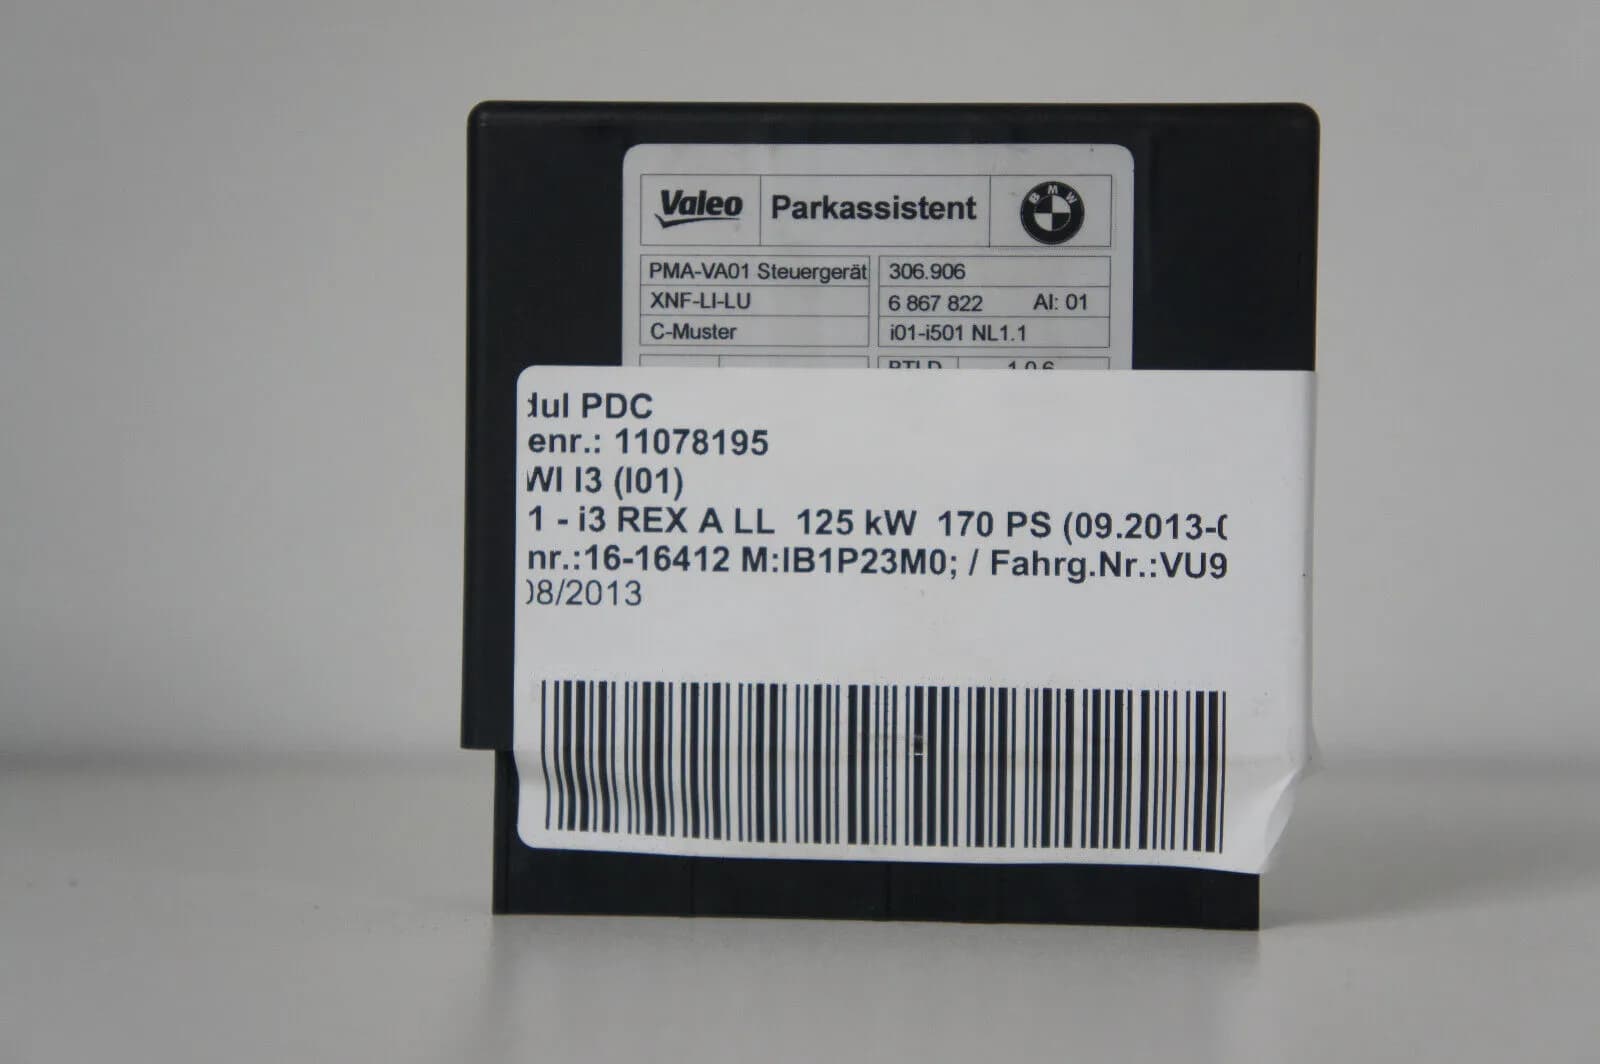 Valeo Parkassistent BMW
PMA-VA01 Steuergerät 306.906
XNF-LI-LU 6 867 822 AI: 01
C-Muster i01-i501 NL1.1
dul PDC
enr.: 11078195
WI I3 (I01)
1 - i3 REX A LL 125 kW 170 PS (09.2013-0
nr.:16-16412 M:IB1P23M0; / Fahrg.Nr.:VU9
08/2013